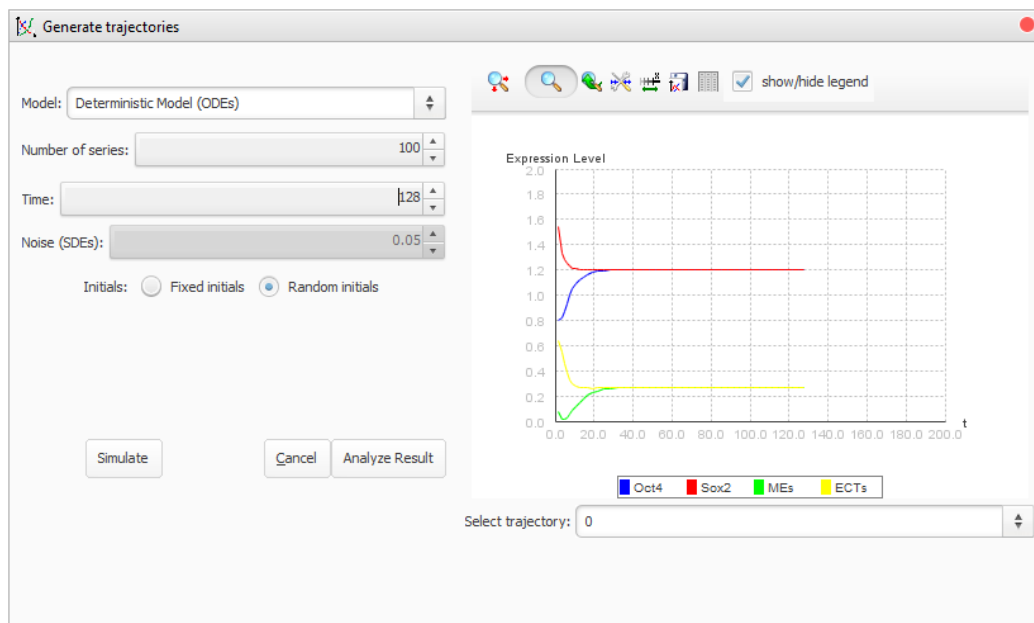 Generate trajectories
Model: Deterministic Model (ODEs)
Number of series: 100
Time: 128
Noise (SDEs): 0.05
Initials: Fixed initials Random initials
Simulate Cancel Analyze Result
show/hide legend
Expression Level
2.0
1.8
1.6
1.4
1.2
1.0
0.8
0.6
0.4
0.2
0.0
t
0.0 20.0 40.0 60.0 80.0 100.0 120.0 140.0 160.0 180.0 200.0
Oct4 Sox2 MEs ECTs
Select trajectory: 0